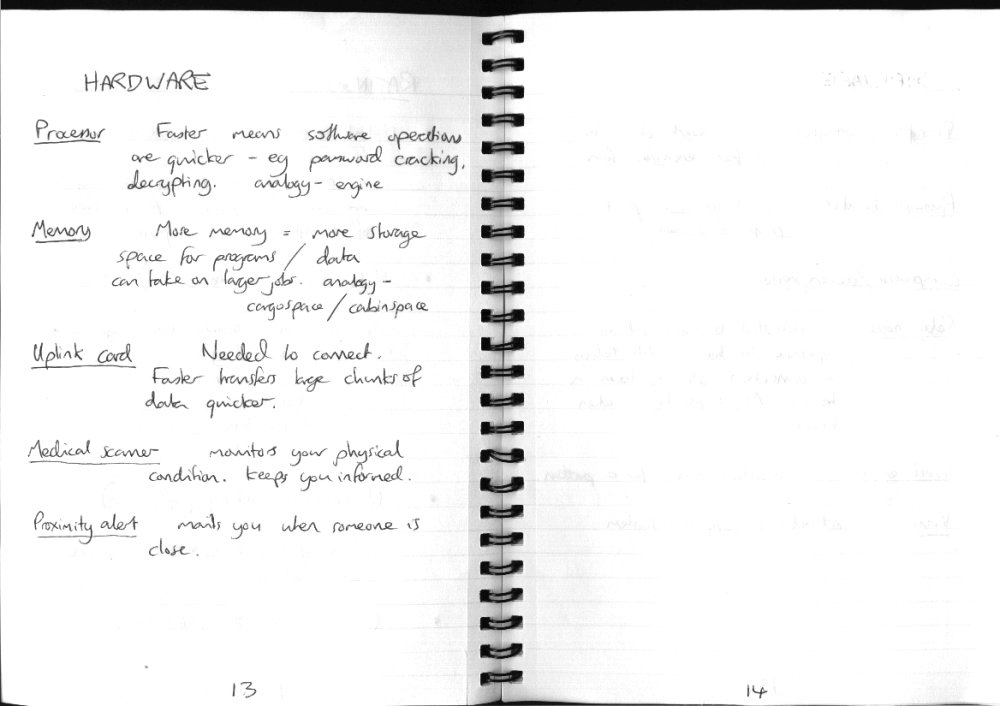 HARDWARE
Processor Faster means software operations
are quicker - eg password cracking,
decrypting. analogy - engine
Memory More memory = more storage
space for programs / data
can take on larger jobs. analogy -
cargospace / cabinspace
Uplink card Needed to connect.
Faster transfers large chunks of
data quicker.
Medical scanner monitors your physical
condition. Keeps you informed.
Proximity alert mails you when someone is
close.
13
14